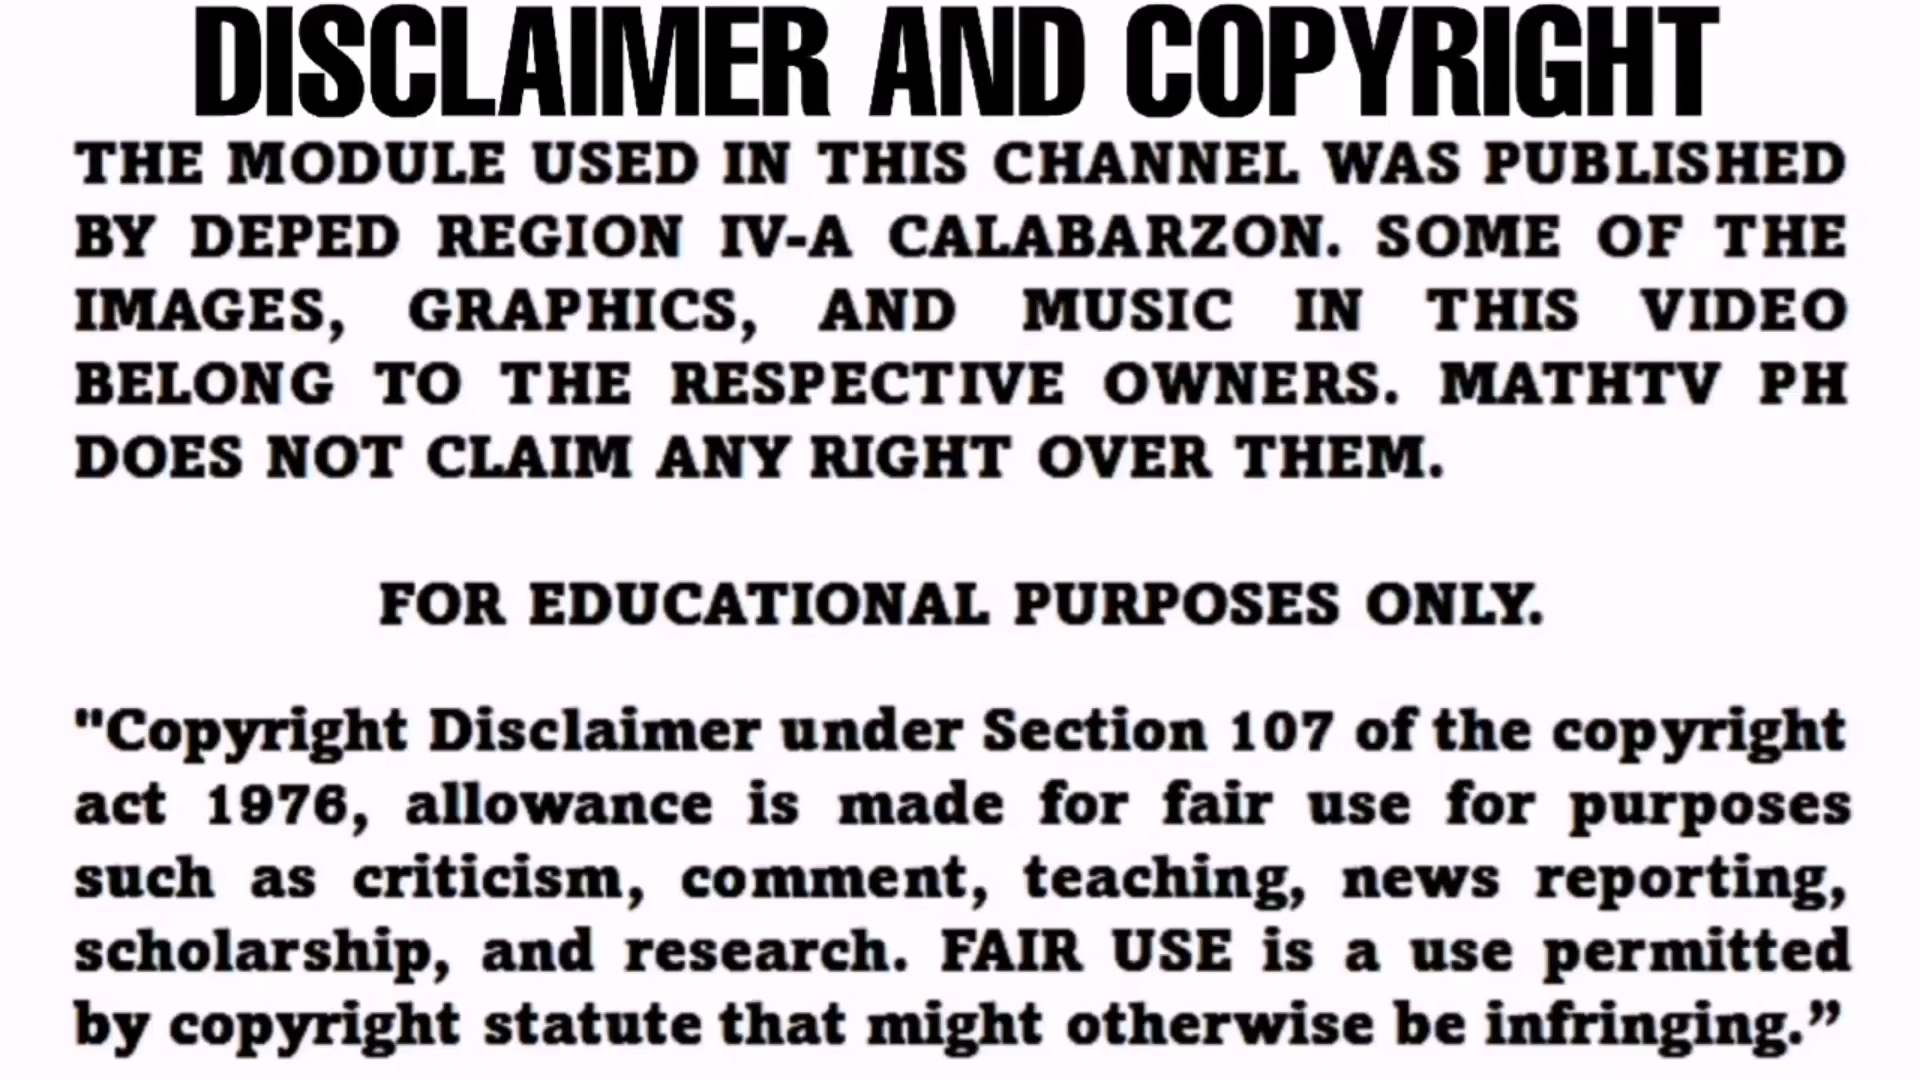 DISCLAIMER AND COPYRIGHT
THE MODULE USED IN THIS CHANNEL WAS PUBLISHED
BY DEPED REGION IV-A CALABARZON. SOME OF THE
IMAGES, GRAPHICS, AND MUSIC IN THIS VIDEO
BELONG TO THE RESPECTIVE OWNERS. MATHTV PH
DOES NOT CLAIM ANY RIGHT OVER THEM.
FOR EDUCATIONAL PURPOSES ONLY.
"Copyright Disclaimer under Section 107 of the copyright
act 1976, allowance is made for fair use for purposes
such as criticism, comment, teaching, news reporting,
scholarship, and research. FAIR USE is a use permitted
by copyright statute that might otherwise be infringing.”